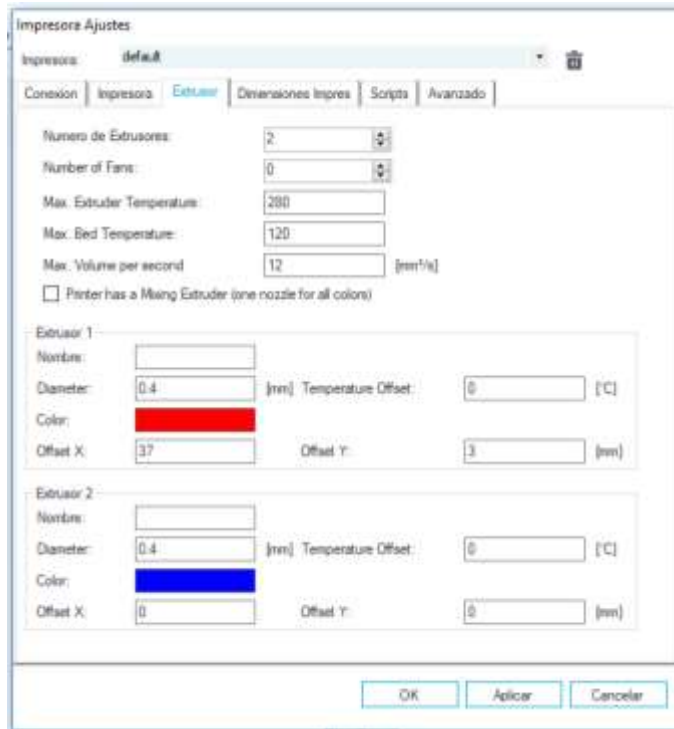 Impresora Ajustes
Impresora: default
Conexion Impresora Extrusor Dimensiones Impres Scripts Avanzado
Numero de Extrusores: 2
Number of Fans: 0
Max. Extruder Temperature: 280
Max. Bed Temperature: 120
Max. Volume per second 12 [mm³/s]
Printer has a Mixing Extruder (one nozzle for all colors)
Extrusor 1
Nombre:
Diameter: 0.4 [mm] Temperature Offset: 0 [°C]
Color:
Offset X: 37 Offset Y: 3 [mm]
Extrusor 2
Nombre:
Diameter: 0.4 [mm] Temperature Offset: 0 [°C]
Color:
Offset X: 0 Offset Y: 0 [mm]
OK Aplicar Cancelar